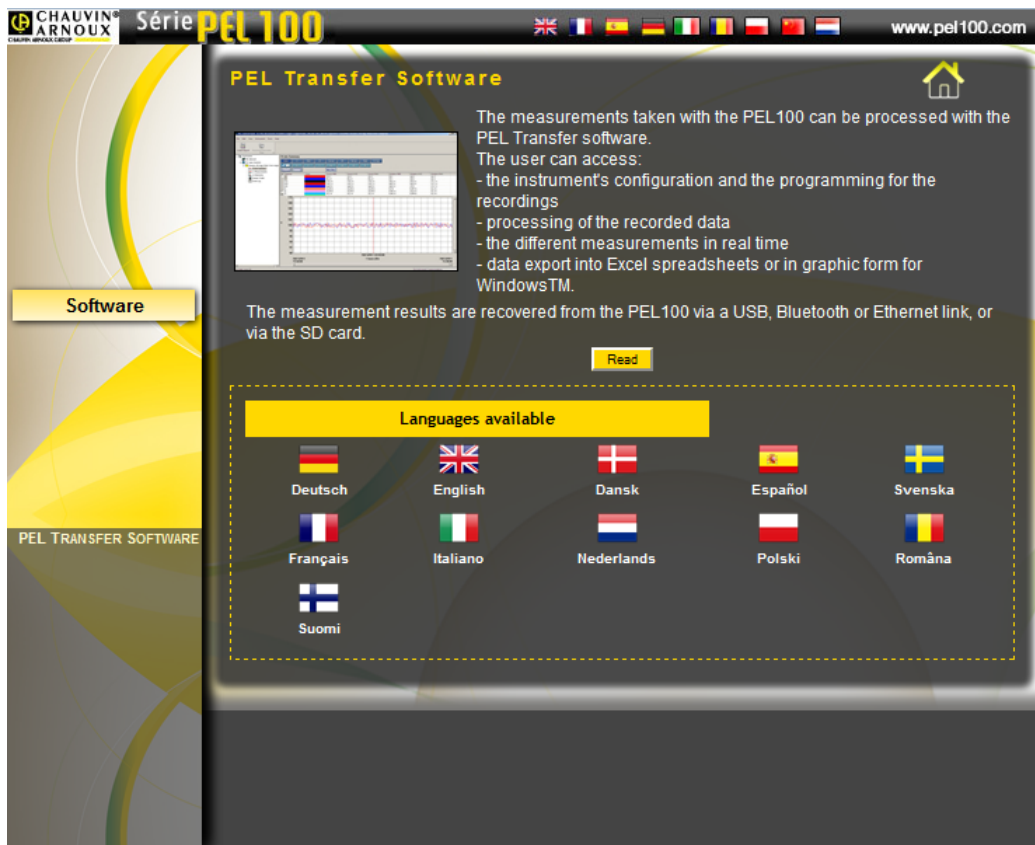 CHAUVIN®
ARNOUX
CHAUVIN ARNOUX GROUP
Série PEL 100
www.pel100.com
PEL Transfer Software
The measurements taken with the PEL100 can be processed with the
PEL Transfer software.
The user can access:
- the instrument's configuration and the programming for the
recordings
- processing of the recorded data
- the different measurements in real time
- data export into Excel spreadsheets or in graphic form for
WindowsTM.
Software
The measurement results are recovered from the PEL100 via a USB, Bluetooth or Ethernet link, or
via the SD card.
Read
Languages available
Deutsch English Dansk Español Svenska
PEL TRANSFER SOFTWARE
Français Italiano Nederlands Polski Româna
Suomi